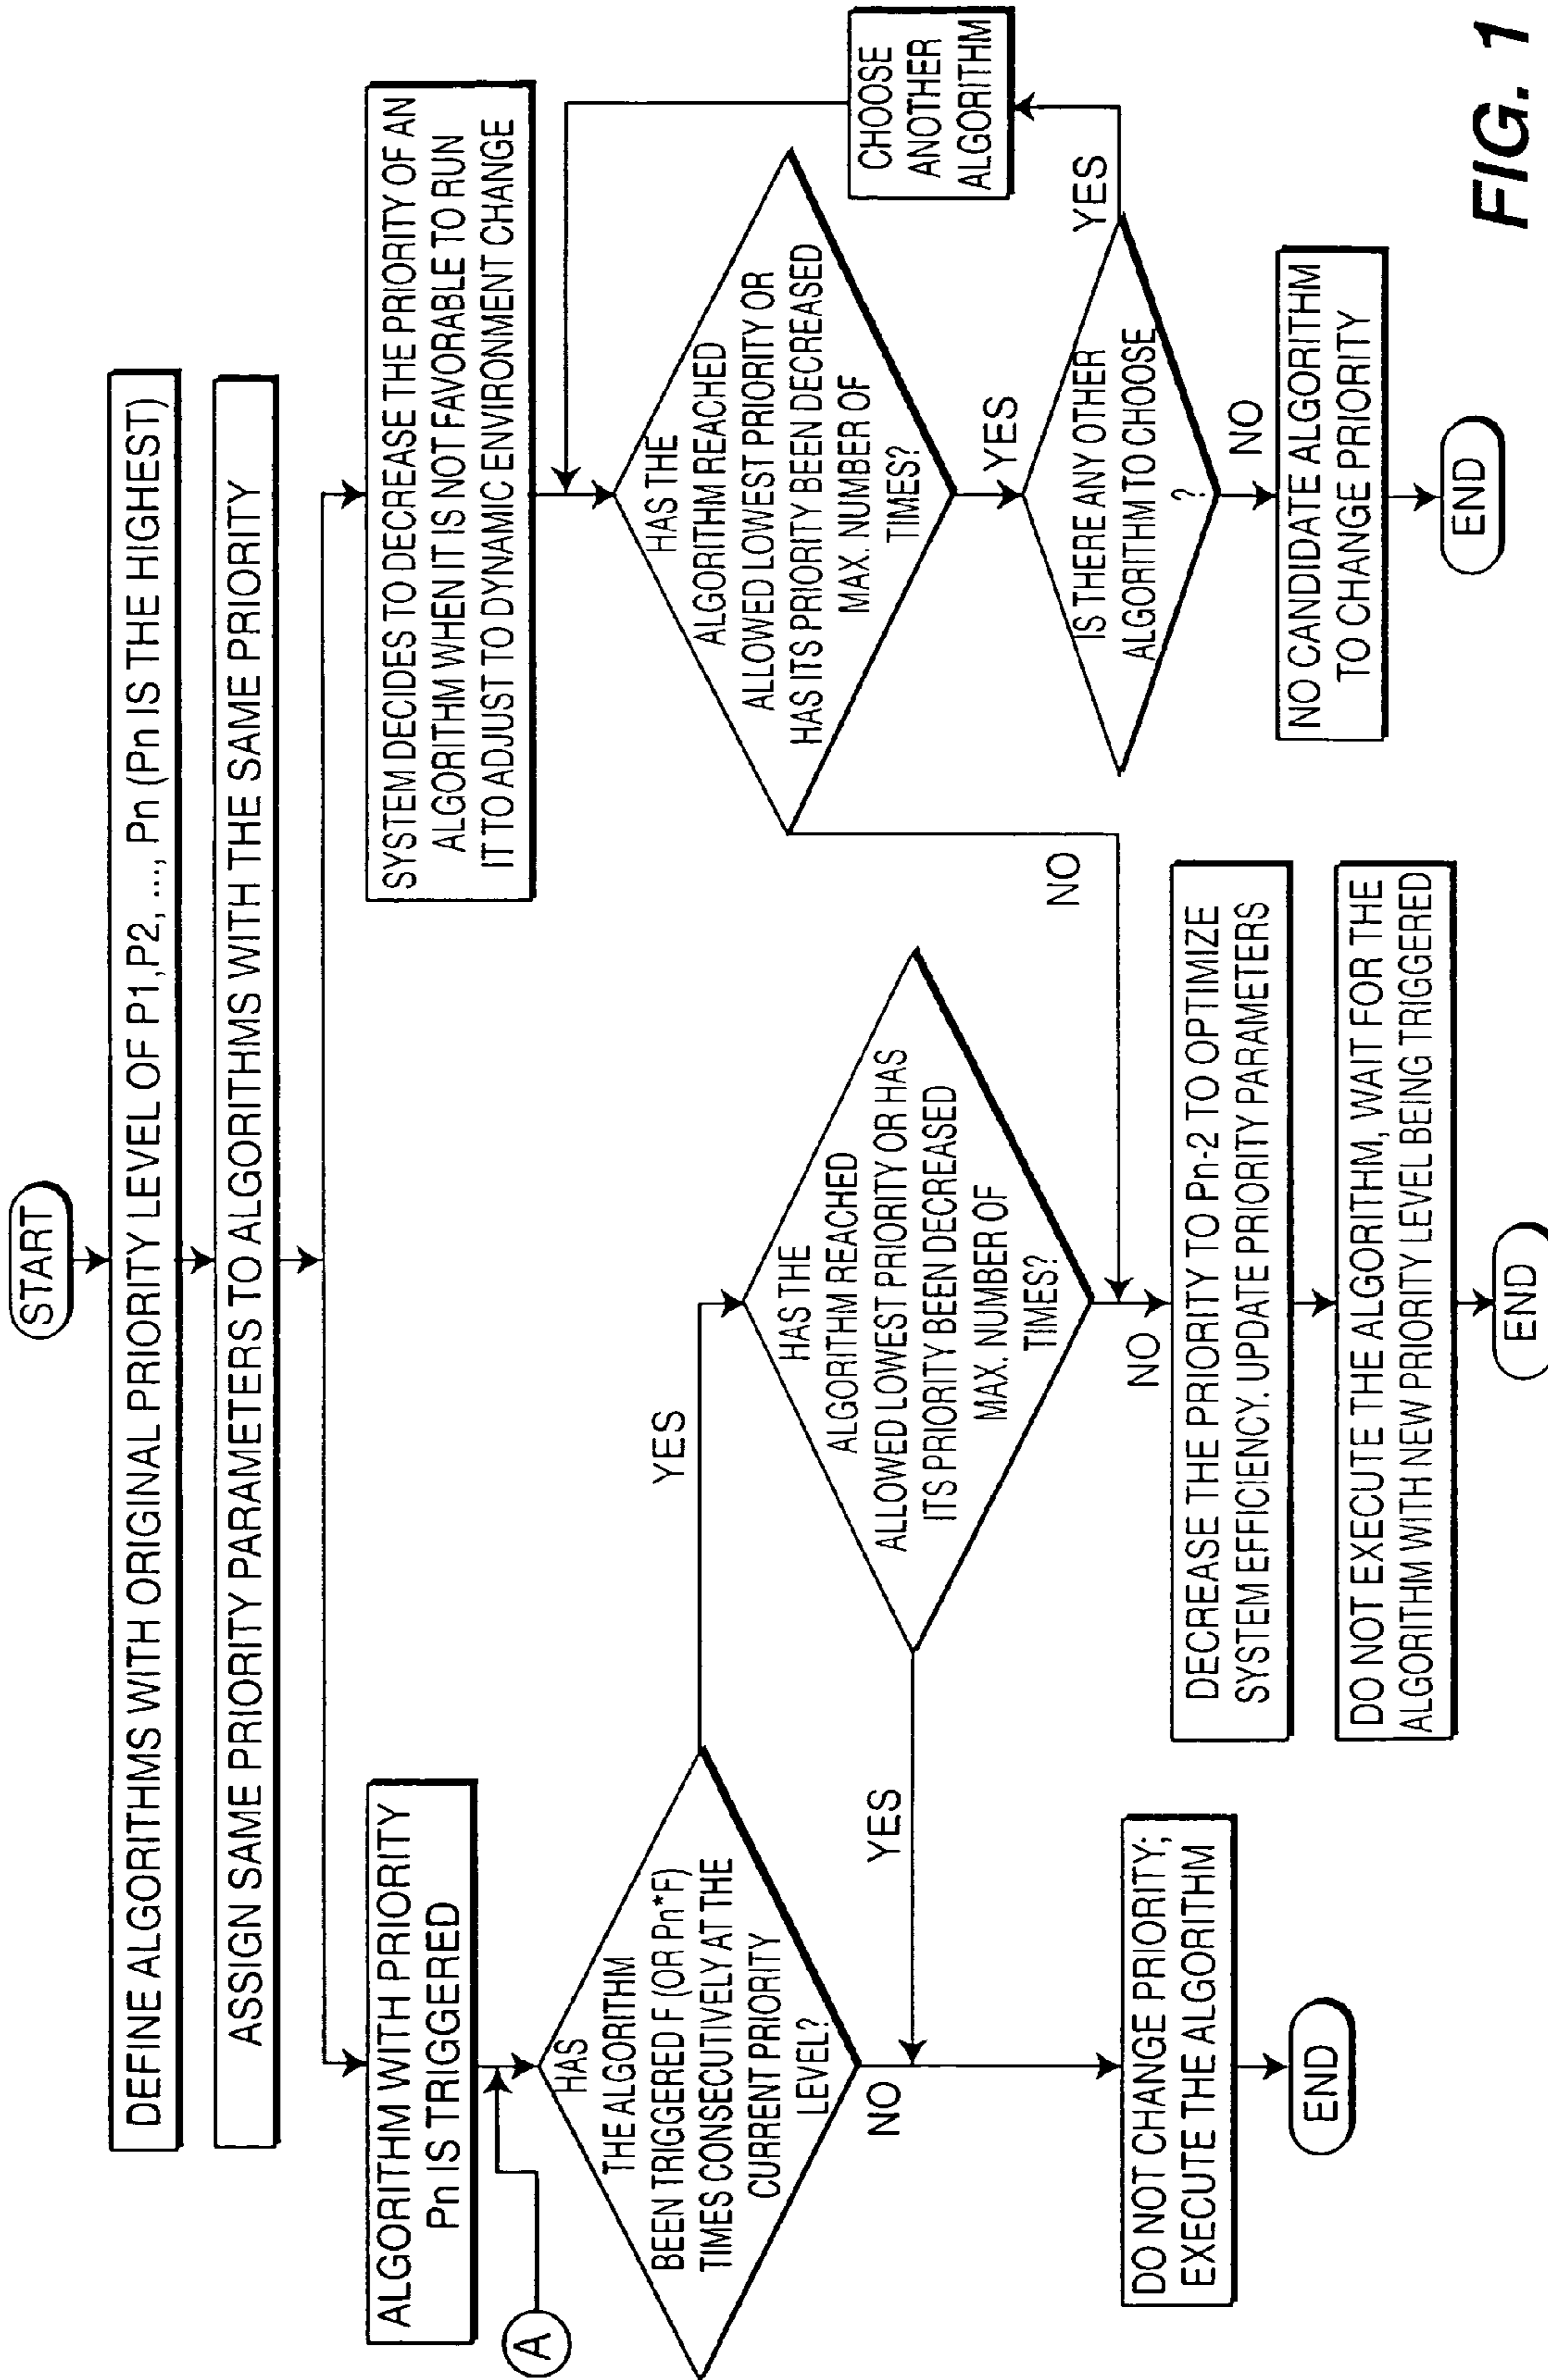 START
DEFINE ALGORITHMS WITH ORIGINAL PRIORITY LEVEL OF P1,P2, ..., Pn (Pn IS THE HIGHEST)
ASSIGN SAME PRIORITY PARAMETERS TO ALGORITHMS WITH THE SAME PRIORITY
ALGORITHM WITH PRIORITY
Pn IS TRIGGERED
A
HAS
THE ALGORITHM
BEEN TRIGGERED F (OR Pn*F)
TIMES CONSECUTIVELY AT THE
CURRENT PRIORITY
LEVEL?
YES
NO
HAS THE
ALGORITHM REACHED
ALLOWED LOWEST PRIORITY OR HAS
ITS PRIORITY BEEN DECREASED
MAX. NUMBER OF
TIMES?
YES
NO
DO NOT CHANGE PRIORITY;
EXECUTE THE ALGORITHM
END
DECREASE THE PRIORITY TO Pn-2 TO OPTIMIZE
SYSTEM EFFICIENCY. UPDATE PRIORITY PARAMETERS
DO NOT EXECUTE THE ALGORITHM, WAIT FOR THE
ALGORITHM WITH NEW PRIORITY LEVEL BEING TRIGGERED
END
SYSTEM DECIDES TO DECREASE THE PRIORITY OF AN
ALGORITHM WHEN IT IS NOT FAVORABLE TO RUN
IT TO ADJUST TO DYNAMIC ENVIRONMENT CHANGE
HAS THE
ALGORITHM REACHED
ALLOWED LOWEST PRIORITY OR
HAS ITS PRIORITY BEEN DECREASED
MAX. NUMBER OF
TIMES?
NO
YES
CHOOSE
ANOTHER
ALGORITHM
IS THERE ANY OTHER
ALGORITHM TO CHOOSE
?
YES
NO
NO CANDIDATE ALGORITHM
TO CHANGE PRIORITY
END
FIG. 1